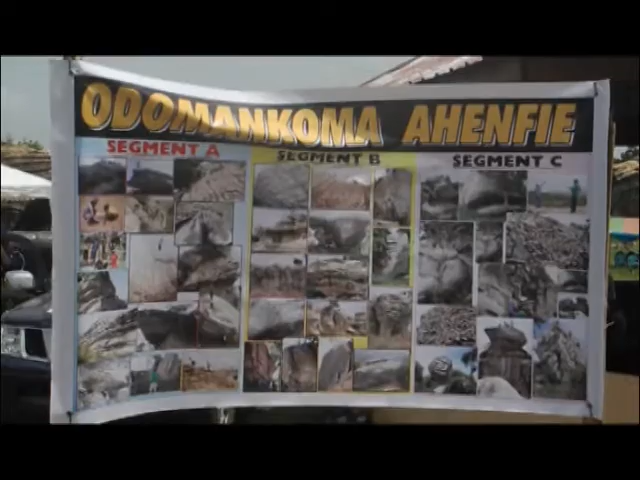 ODOMANKOMA AHENFIE
SEGMENT A
SEGMENT B
SEGMENT C